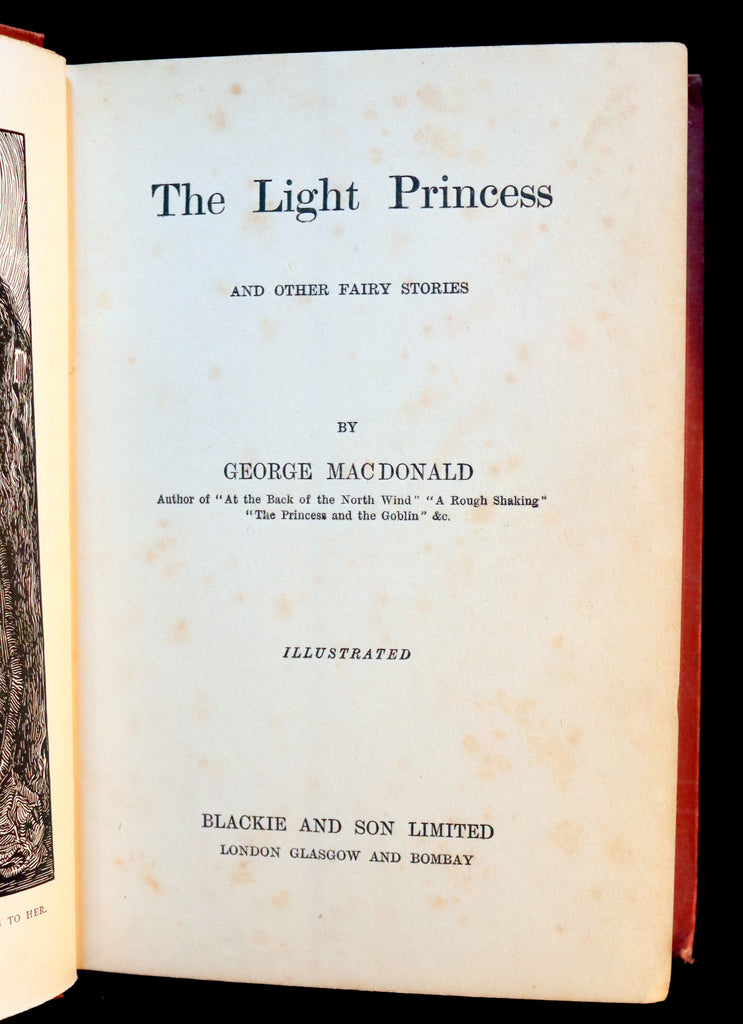 The Light Princess
AND OTHER FAIRY STORIES
BY
GEORGE MACDONALD
Author of "At the Back of the North Wind" "A Rough Shaking"
"The Princess and the Goblin" &c.
ILLUSTRATED
BLACKIE AND SON LIMITED
LONDON GLASGOW AND BOMBAY
TO HER.